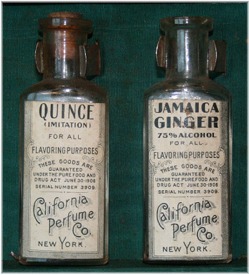 QUINCE
IMITATION
FOR ALL
FLAVORING PURPOSES
THESE GOODS ARE
GUARANTEED
UNDER THE PURE FOOD AND
DRUG ACT JUNE 30-1906
SERIAL NUMBER 3909
California
Perfume
Co.
NEW YORK.
JAMAICA
GINGER
75% ALCOHOL
FOR ALL
FLAVORING PURPOSES
THESE GOODS ARE
GUARANTEED
UNDER THE PURE FOOD AND
DRUG ACT JUNE 30-1906
SERIAL NUMBER 3909
California
Perfume
Co.
NEW YORK.